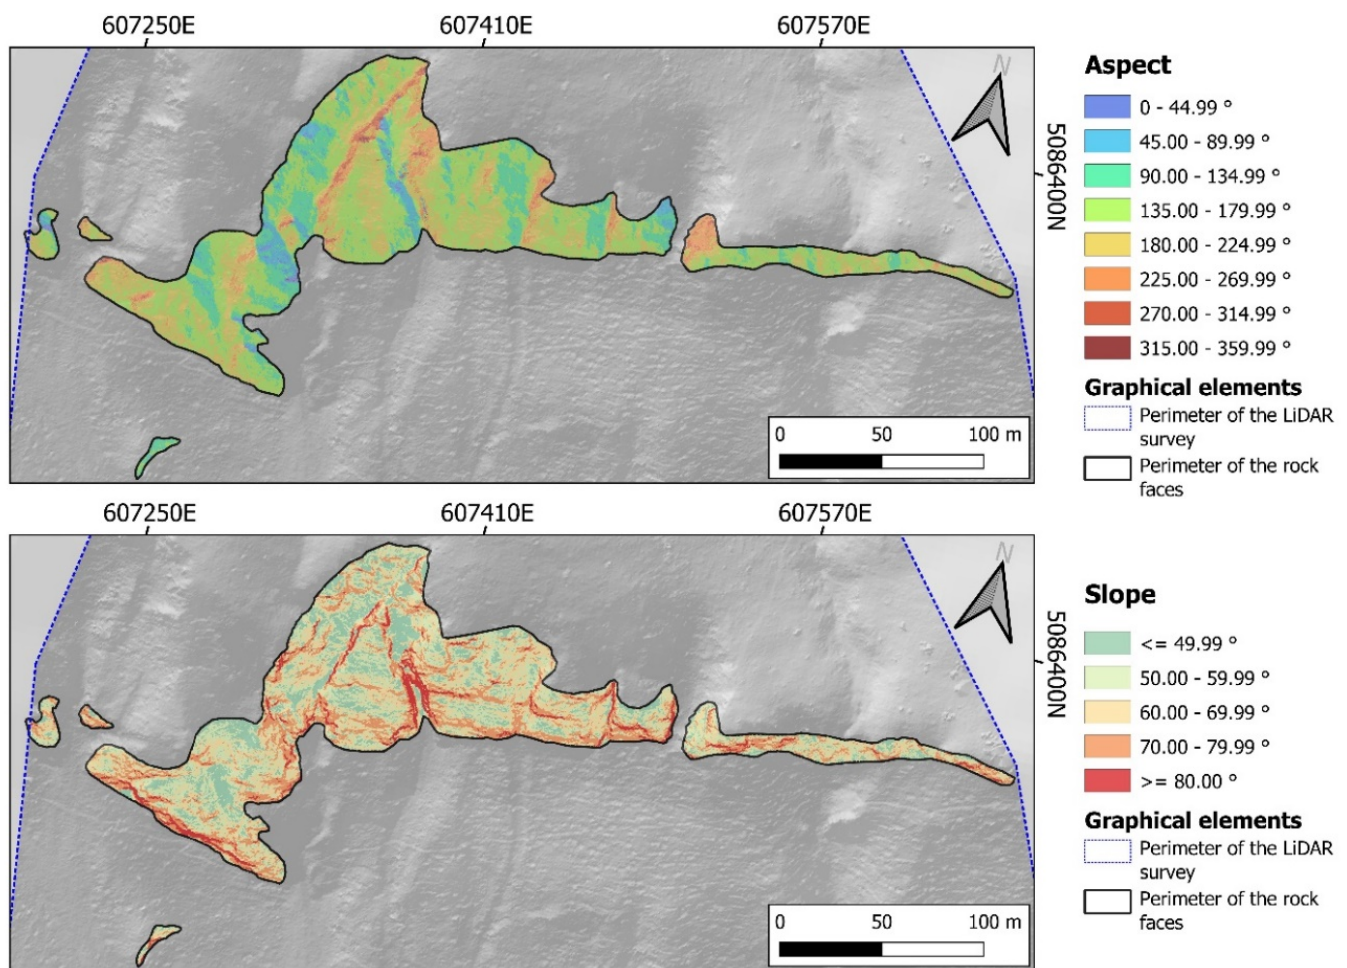 607250E 607410E 607570E
N
5086400N
0 50 100 m
Aspect
0 - 44.99 °
45.00 - 89.99 °
90.00 - 134.99 °
135.00 - 179.99 °
180.00 - 224.99 °
225.00 - 269.99 °
270.00 - 314.99 °
315.00 - 359.99 °
Graphical elements
Perimeter of the LiDAR
survey
Perimeter of the rock
faces
607250E 607410E 607570E
N
5086400N
0 50 100 m
Slope
<= 49.99 °
50.00 - 59.99 °
60.00 - 69.99 °
70.00 - 79.99 °
>= 80.00 °
Graphical elements
Perimeter of the LiDAR
survey
Perimeter of the rock
faces